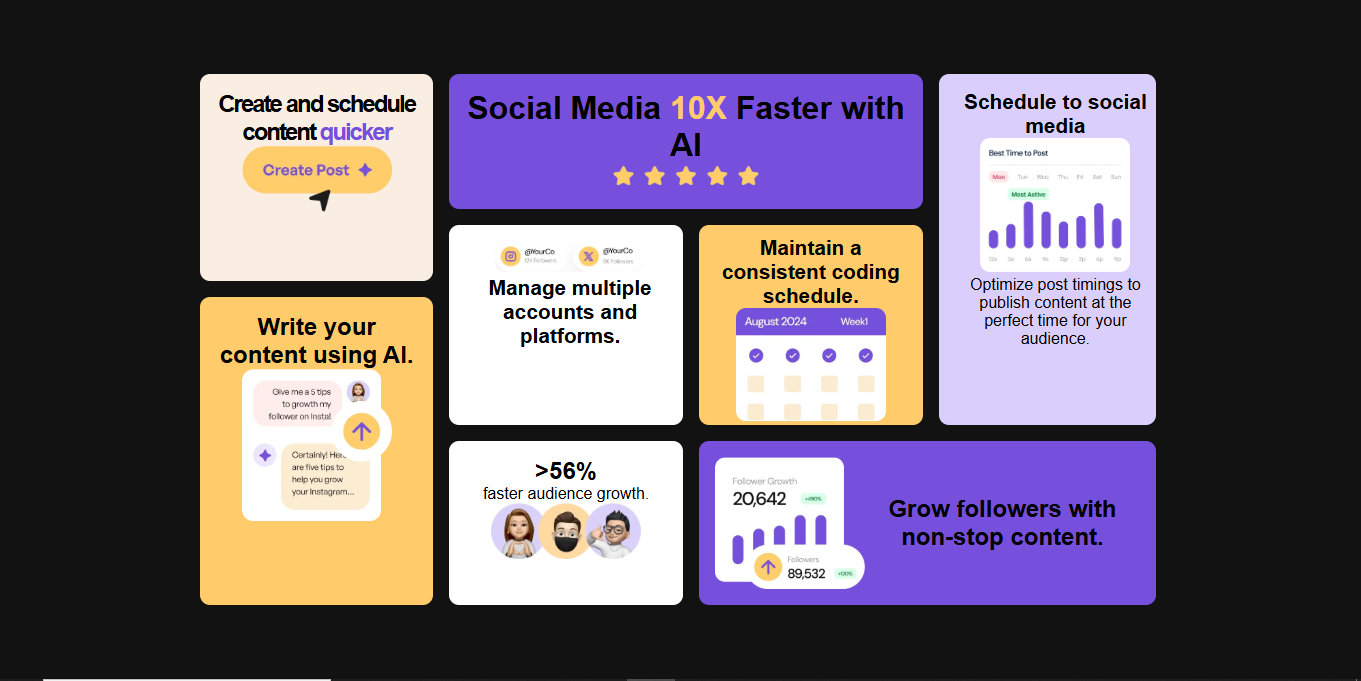 Create and schedule
content quicker
Create Post
Social Media 10X Faster with
AI
Schedule to social
media
Best Time to Post
Mon Tue Wed Thu Fri Sat Sun
Most Active
12a 3a 6a 9a 12p 3p 6p 9p
Optimize post timings to
publish content at the
perfect time for your
audience.
@YourCo
12K Followers
@YourCo
5K Followers
Manage multiple
accounts and
platforms.
Maintain a
consistent coding
schedule.
August 2024 Week1
Write your
content using AI.
Give me a 5 tips
to growth my
follower on Insta!
Certainly! Here
are five tips to
help you grow
your Instagram...
>56%
faster audience growth.
Follower Growth
20,642
Followers
89,532
Grow followers with
non-stop content.